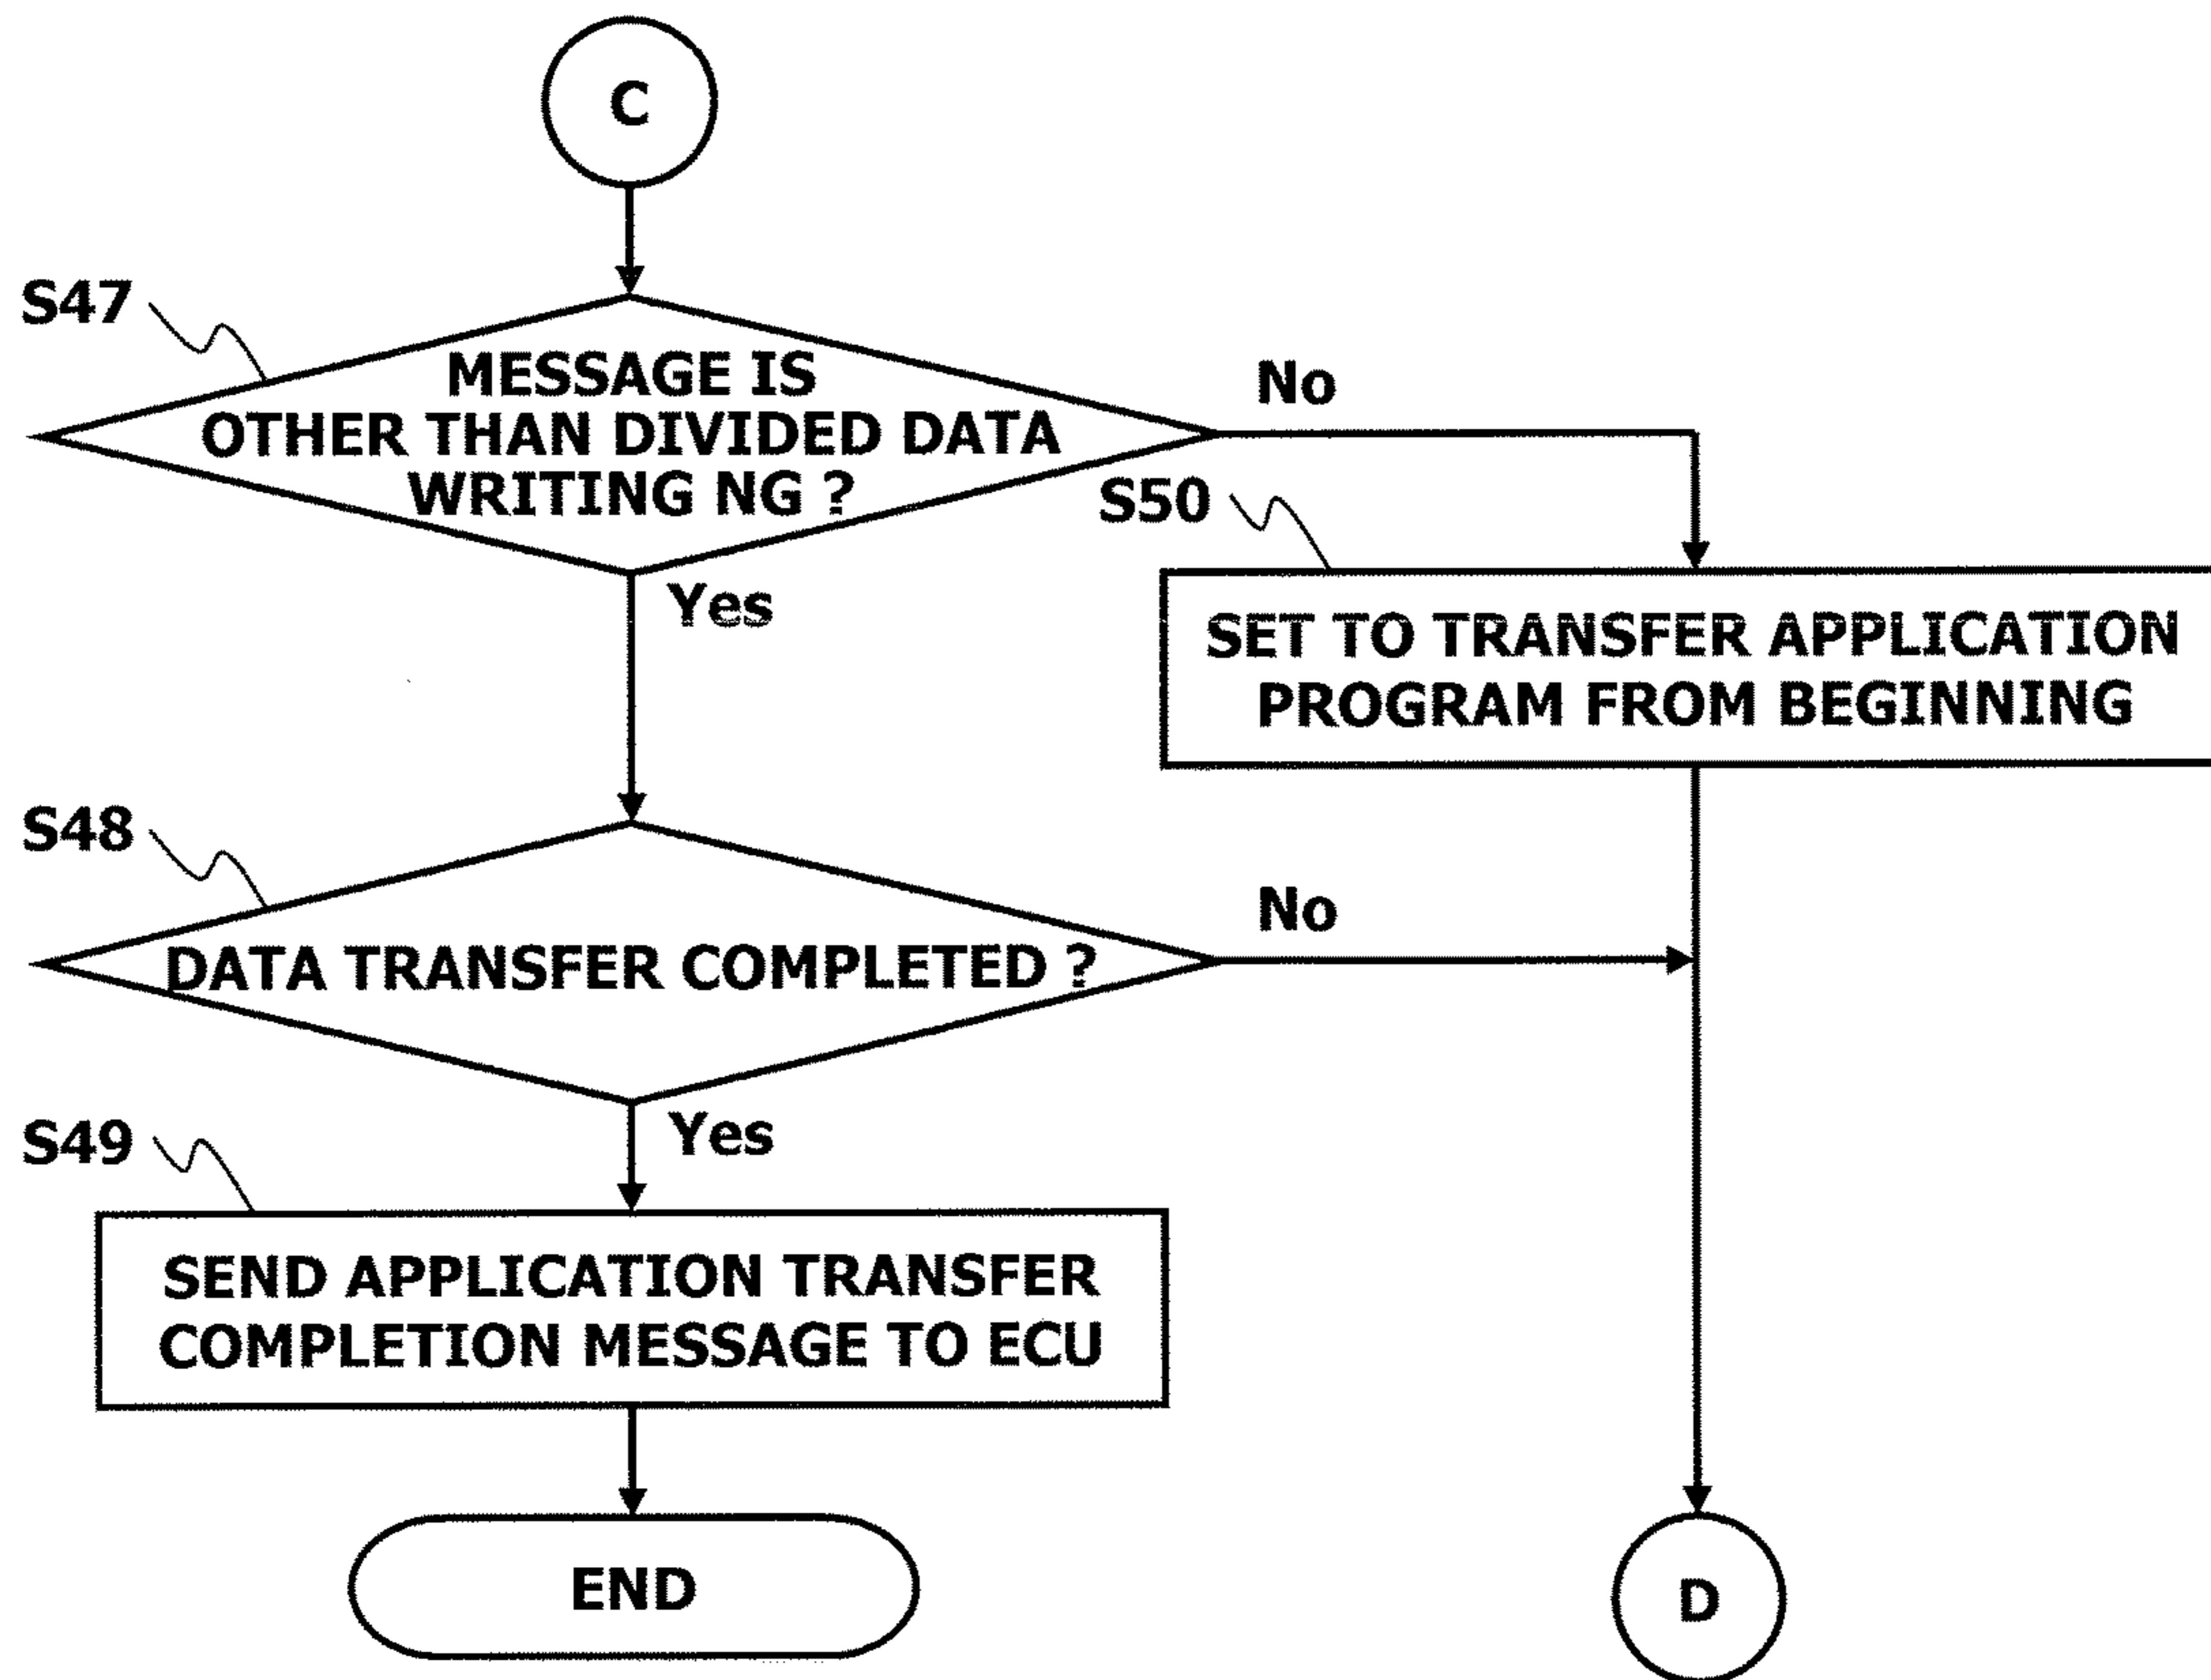 C
S47
MESSAGE IS
OTHER THAN DIVIDED DATA
WRITING NG ?
No
Yes
S50
SET TO TRANSFER APPLICATION
PROGRAM FROM BEGINNING
S48
DATA TRANSFER COMPLETED ?
No
Yes
S49
SEND APPLICATION TRANSFER
COMPLETION MESSAGE TO ECU
END
D